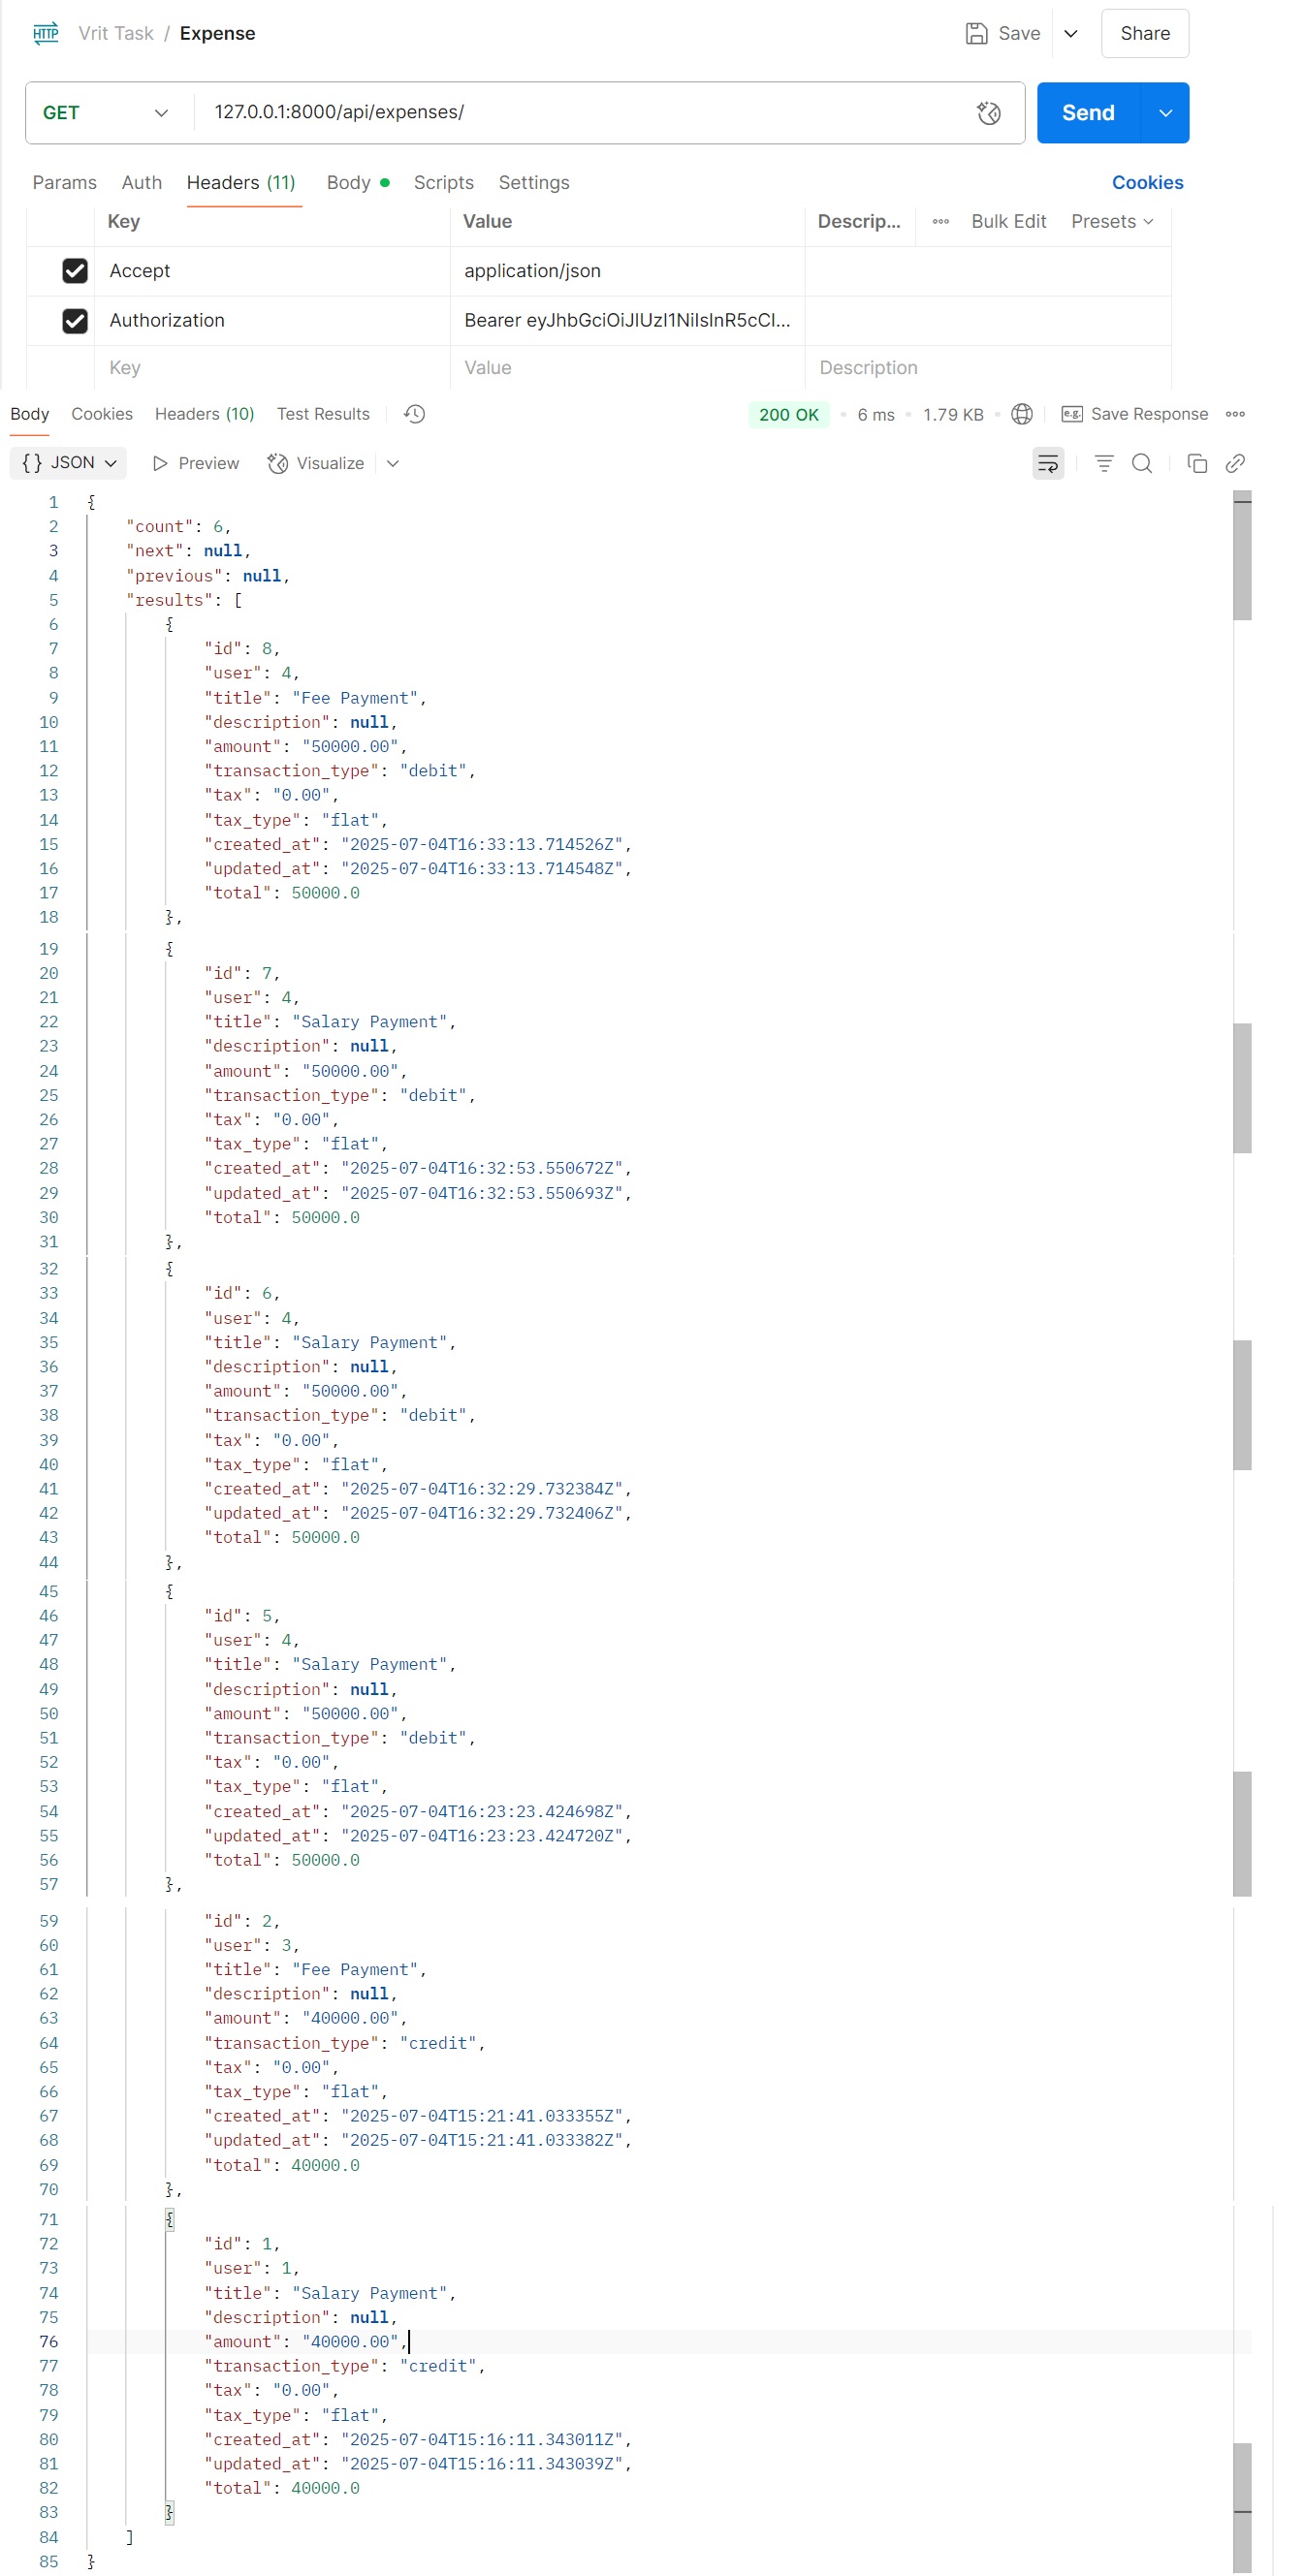 HTTP Vrit Task / Expense Save Share
GET 127.0.0.1:8000/api/expenses/ Send
Params Auth Headers (11) Body Scripts Settings Cookies
Key Value Descrip... Bulk Edit Presets
Accept application/json
Authorization Bearer eyJhbGciOiJIUzI1NiIsInR5cCI...
Key Value Description
Body Cookies Headers (10) Test Results 200 OK 6 ms 1.79 KB e.g. Save Response
{} JSON Preview Visualize
1 {
2 "count": 6,
3 "next": null,
4 "previous": null,
5 "results": [
6 {
7 "id": 8,
8 "user": 4,
9 "title": "Fee Payment",
10 "description": null,
11 "amount": "50000.00",
12 "transaction_type": "debit",
13 "tax": "0.00",
14 "tax_type": "flat",
15 "created_at": "2025-07-04T16:33:13.714526Z",
16 "updated_at": "2025-07-04T16:33:13.714548Z",
17 "total": 50000.0
18 },
19 {
20 "id": 7,
21 "user": 4,
22 "title": "Salary Payment",
23 "description": null,
24 "amount": "50000.00",
25 "transaction_type": "debit",
26 "tax": "0.00",
27 "tax_type": "flat",
28 "created_at": "2025-07-04T16:32:53.550672Z",
29 "updated_at": "2025-07-04T16:32:53.550693Z",
30 "total": 50000.0
31 },
32 {
33 "id": 6,
34 "user": 4,
35 "title": "Salary Payment",
36 "description": null,
37 "amount": "50000.00",
38 "transaction_type": "debit",
39 "tax": "0.00",
40 "tax_type": "flat",
41 "created_at": "2025-07-04T16:32:29.732384Z",
42 "updated_at": "2025-07-04T16:32:29.732406Z",
43 "total": 50000.0
44 },
45 {
46 "id": 5,
47 "user": 4,
48 "title": "Salary Payment",
49 "description": null,
50 "amount": "50000.00",
51 "transaction_type": "debit",
52 "tax": "0.00",
53 "tax_type": "flat",
54 "created_at": "2025-07-04T16:23:23.424698Z",
55 "updated_at": "2025-07-04T16:23:23.424720Z",
56 "total": 50000.0
57 },
59 "id": 2,
60 "user": 3,
61 "title": "Fee Payment",
62 "description": null,
63 "amount": "40000.00",
64 "transaction_type": "credit",
65 "tax": "0.00",
66 "tax_type": "flat",
67 "created_at": "2025-07-04T15:21:41.033355Z",
68 "updated_at": "2025-07-04T15:21:41.033382Z",
69 "total": 40000.0
70 },
71 {
72 "id": 1,
73 "user": 1,
74 "title": "Salary Payment",
75 "description": null,
76 "amount": "40000.00",
77 "transaction_type": "credit",
78 "tax": "0.00",
79 "tax_type": "flat",
80 "created_at": "2025-07-04T15:16:11.343011Z",
81 "updated_at": "2025-07-04T15:16:11.343039Z",
82 "total": 40000.0
83 }
84 ]
85 }